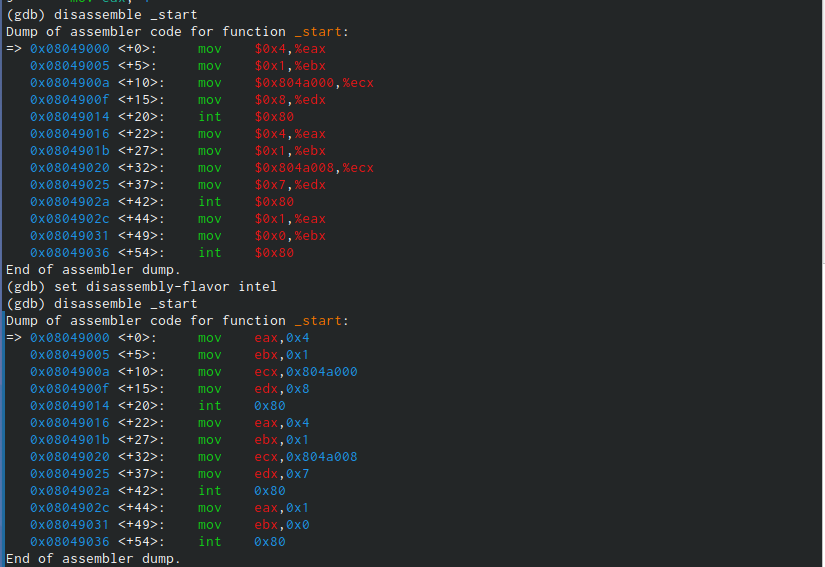 (gdb) disassemble _start
Dump of assembler code for function _start:
=> 0x08049000 <+0>:     mov    $0x4,%eax
   0x08049005 <+5>:     mov    $0x1,%ebx
   0x0804900a <+10>:    mov    $0x804a000,%ecx
   0x0804900f <+15>:    mov    $0x8,%edx
   0x08049014 <+20>:    int    $0x80
   0x08049016 <+22>:    mov    $0x4,%eax
   0x0804901b <+27>:    mov    $0x1,%ebx
   0x08049020 <+32>:    mov    $0x804a008,%ecx
   0x08049025 <+37>:    mov    $0x7,%edx
   0x0804902a <+42>:    int    $0x80
   0x0804902c <+44>:    mov    $0x1,%eax
   0x08049031 <+49>:    mov    $0x0,%ebx
   0x08049036 <+54>:    int    $0x80
End of assembler dump.
(gdb) set disassembly-flavor intel
(gdb) disassemble _start
Dump of assembler code for function _start:
=> 0x08049000 <+0>:     mov    eax,0x4
   0x08049005 <+5>:     mov    ebx,0x1
   0x0804900a <+10>:    mov    ecx,0x804a000
   0x0804900f <+15>:    mov    edx,0x8
   0x08049014 <+20>:    int    0x80
   0x08049016 <+22>:    mov    eax,0x4
   0x0804901b <+27>:    mov    ebx,0x1
   0x08049020 <+32>:    mov    ecx,0x804a008
   0x08049025 <+37>:    mov    edx,0x7
   0x0804902a <+42>:    int    0x80
   0x0804902c <+44>:    mov    eax,0x1
   0x08049031 <+49>:    mov    ebx,0x0
   0x08049036 <+54>:    int    0x80
End of assembler dump.